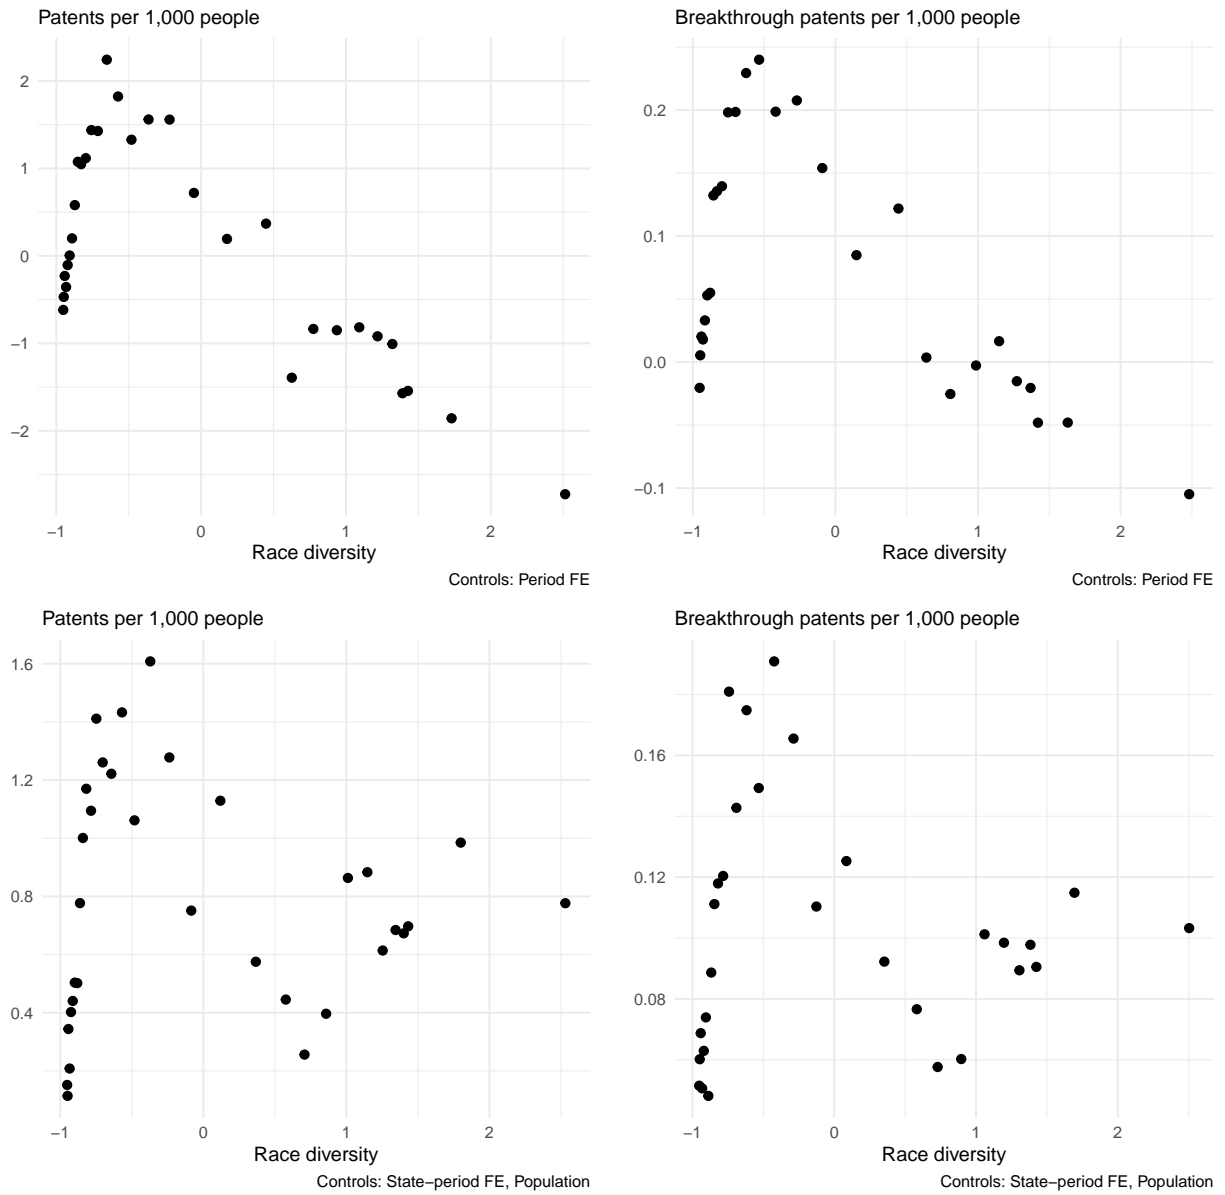 Patents per 1,000 people
2
1
0
−1
−2
−1 0 1 2
Race diversity
Controls: Period FE
Breakthrough patents per 1,000 people
0.2
0.1
0.0
−0.1
−1 0 1 2
Race diversity
Controls: Period FE
Patents per 1,000 people
1.6
1.2
0.8
0.4
−1 0 1 2
Race diversity
Controls: State−period FE, Population
Breakthrough patents per 1,000 people
0.16
0.12
0.08
−1 0 1 2
Race diversity
Controls: State−period FE, Population